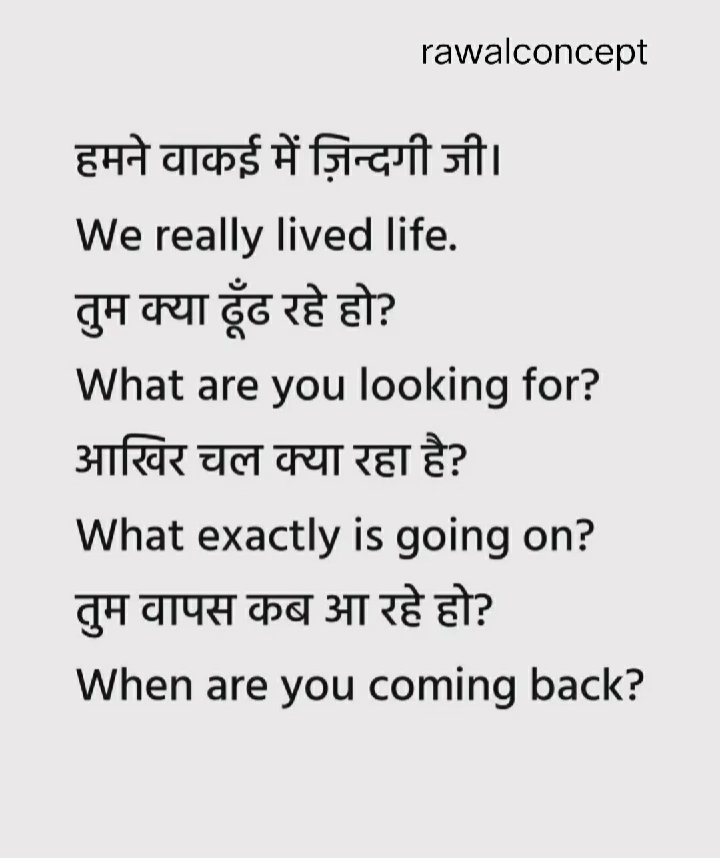 rawalconcept
हमने वाकई में ज़िन्दगी जी।
We really lived life.
तुम क्या ढूँढ रहे हो?
What are you looking for?
आखिर चल क्या रहा है?
What exactly is going on?
तुम वापस कब आ रहे हो?
When are you coming back?